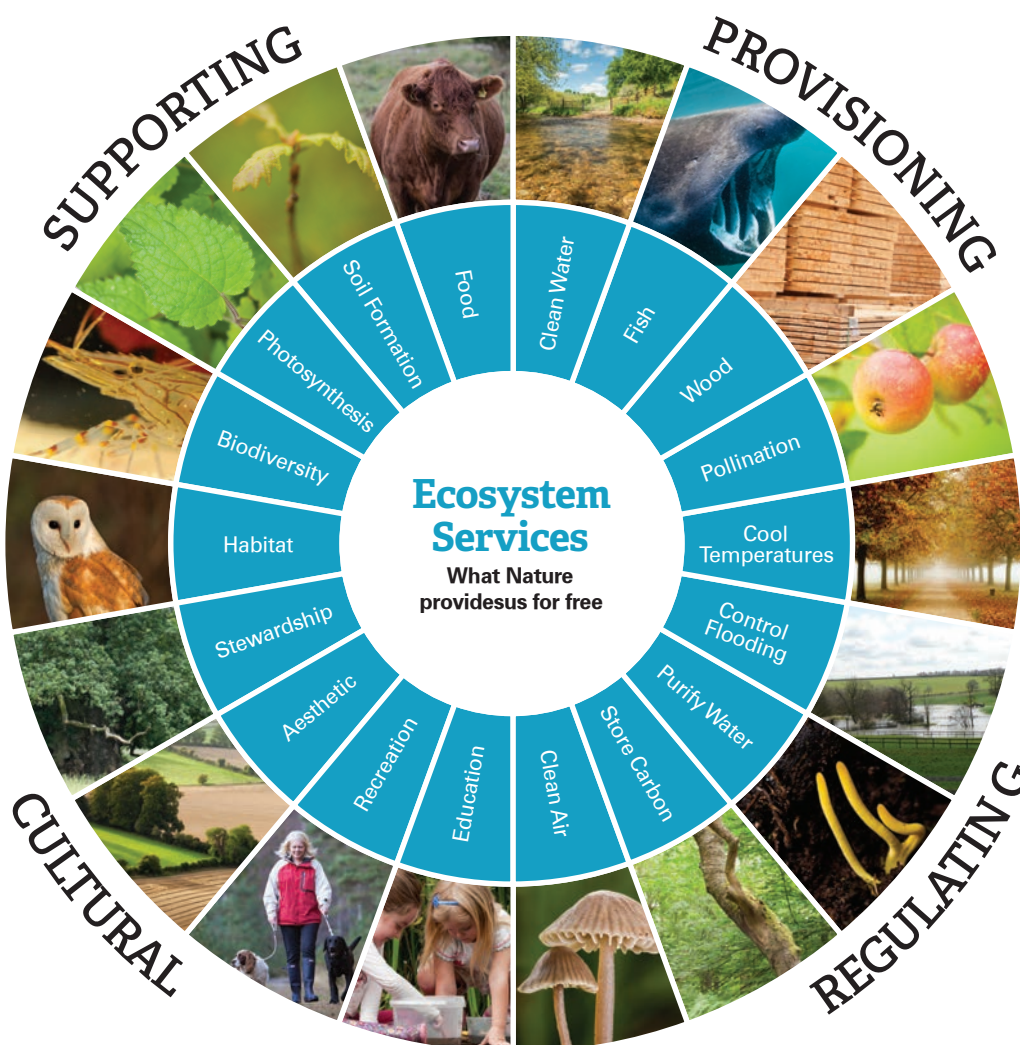 SUPPORTING
PROVISIONING
REGULATING
CULTURAL
Food
Clean Water
Fish
Wood
Pollination
Cool
Temperatures
Control
Flooding
Purify Water
Store Carbon
Clean Air
Education
Recreation
Aesthetic
Stewardship
Habitat
Biodiversity
Photosynthesis
Soil Formation
Ecosystem
Services
What Nature
providesus for free